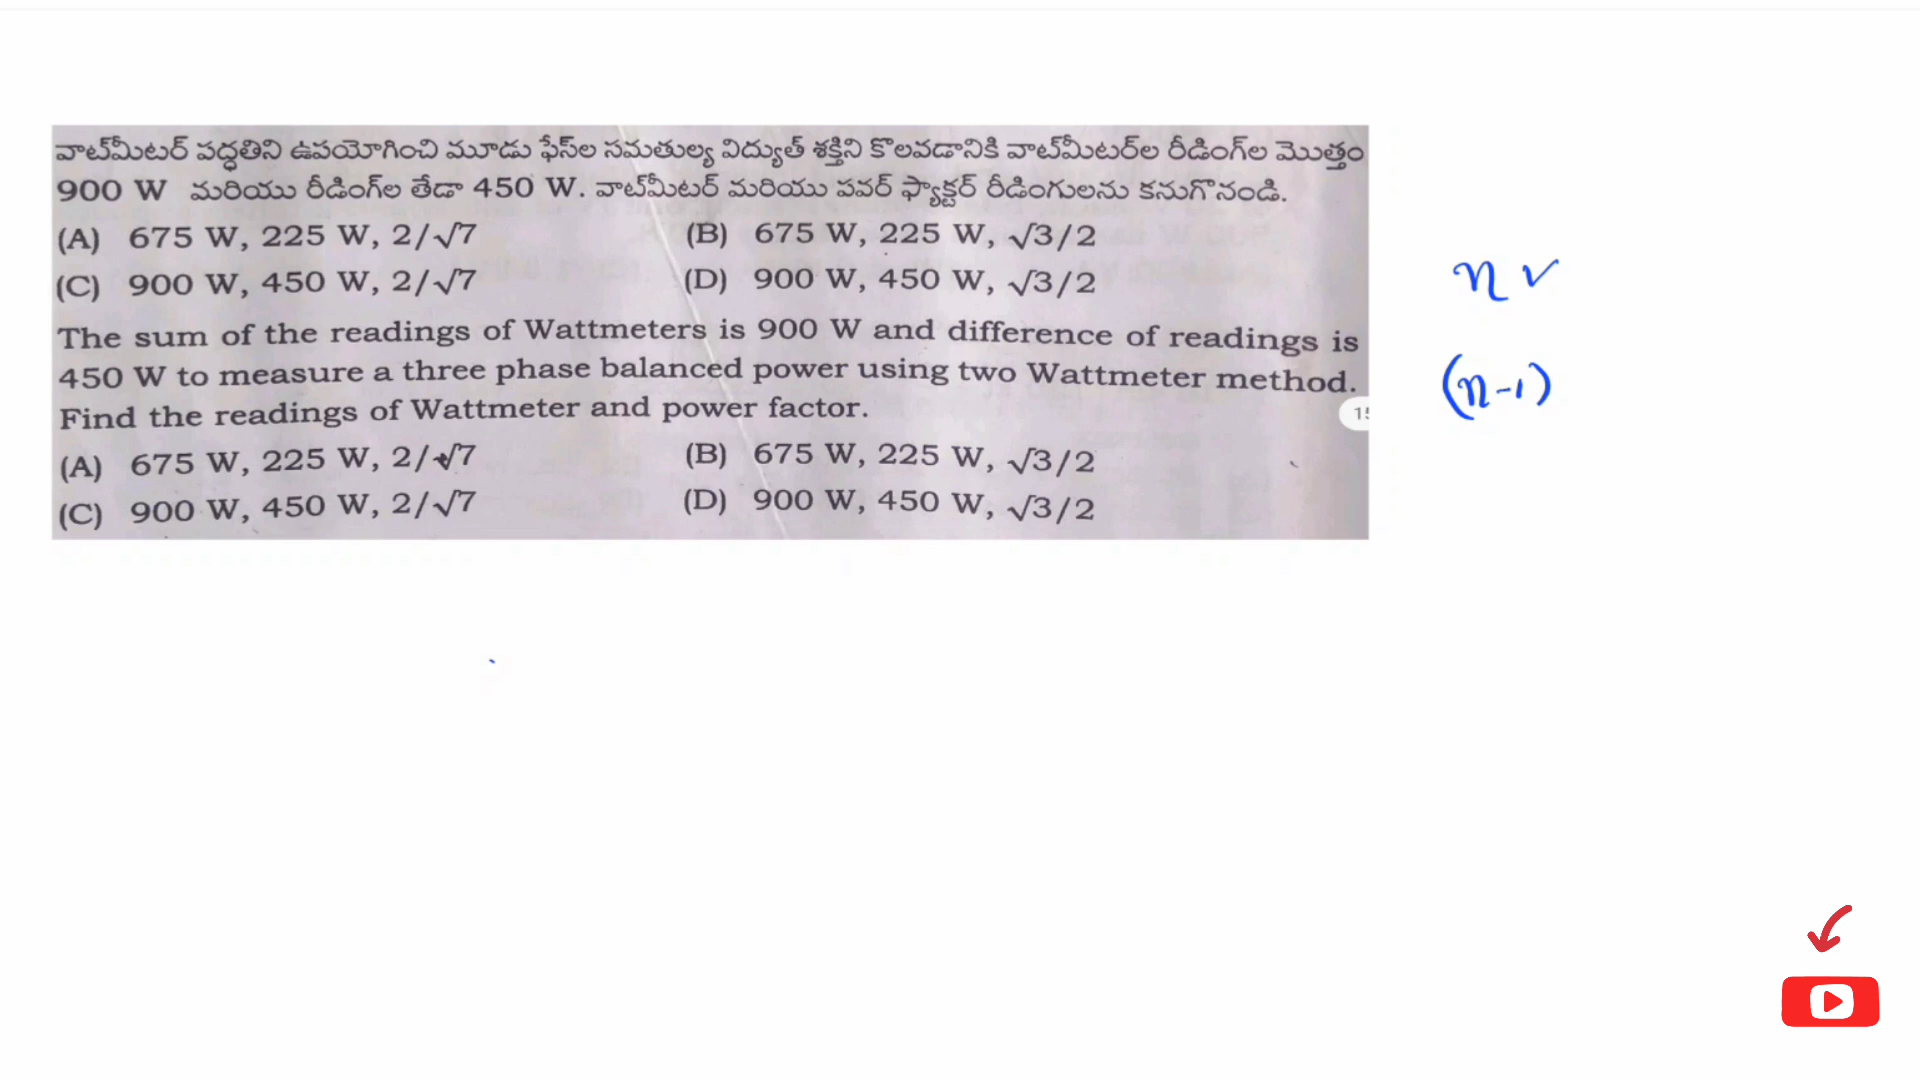 వాట్‌మీటర్ పద్ధతిని ఉపయోగించి మూడు ఫేస్‌ల సమతుల్య విద్యుత్ శక్తిని కొలవడానికి వాట్‌మీటర్‌ల రీడింగ్‌ల మొత్తం
900 W మరియు రీడింగ్‌ల తేడా 450 W. వాట్‌మీటర్ మరియు పవర్ ఫ్యాక్టర్ రీడింగులను కనుగొనండి.
(A) 675 W, 225 W, 2/√7 (B) 675 W, 225 W, √3/2
(C) 900 W, 450 W, 2/√7 (D) 900 W, 450 W, √3/2
The sum of the readings of Wattmeters is 900 W and difference of readings is
450 W to measure a three phase balanced power using two Wattmeter method.
Find the readings of Wattmeter and power factor.
(A) 675 W, 225 W, 2/√7 (B) 675 W, 225 W, √3/2
(C) 900 W, 450 W, 2/√7 (D) 900 W, 450 W, √3/2
n ✓
(n-1)